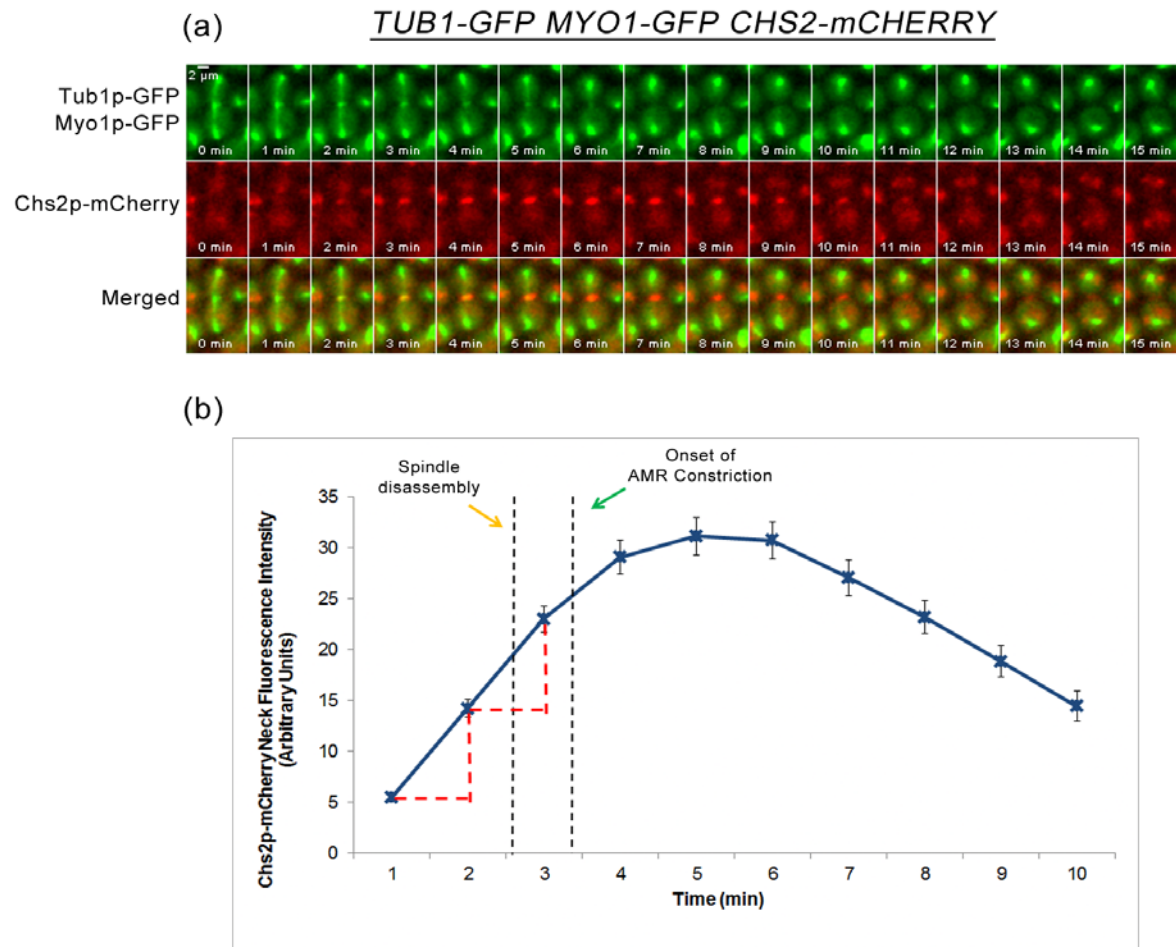 (a)
TUB1-GFP MYO1-GFP CHS2-mCHERRY
2 µm
Tub1p-GFP
Myo1p-GFP
0 min 1 min 2 min 3 min 4 min 5 min 6 min 7 min 8 min 9 min 10 min 11 min 12 min 13 min 14 min 15 min
Chs2p-mCherry
0 min 1 min 2 min 3 min 4 min 5 min 6 min 7 min 8 min 9 min 10 min 11 min 12 min 13 min 14 min 15 min
Merged
0 min 1 min 2 min 3 min 4 min 5 min 6 min 7 min 8 min 9 min 10 min 11 min 12 min 13 min 14 min 15 min
(b)
Spindle
disassembly
Onset of
AMR Constriction
Chs2p-mCherry Neck Fluorescence Intensity
(Arbitrary Units)
35
30
25
20
15
10
5
0
1 2 3 4 5 6 7 8 9 10
Time (min)